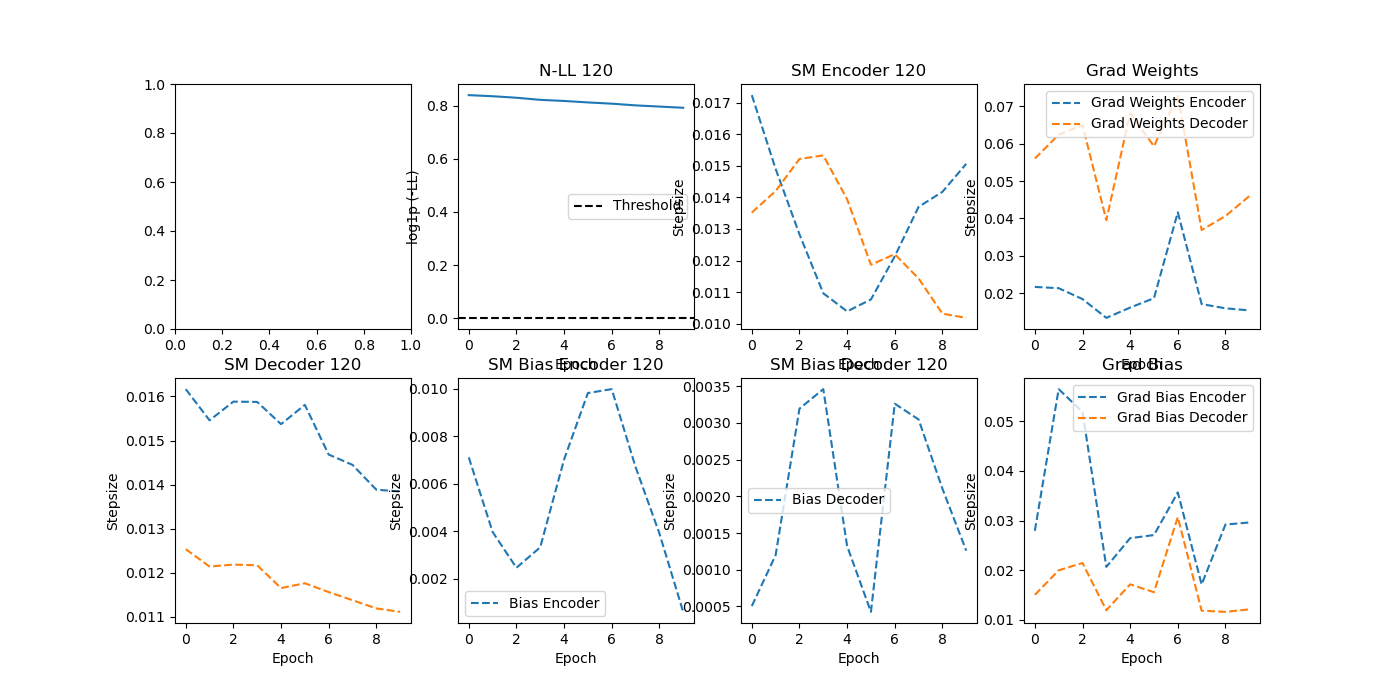 N-LL 120
SM Encoder 120
Grad Weights
1.0
0.8
0.6
0.4
0.2
0.0
0.0 0.2 0.4 0.6 0.8 1.0
log1p (-LL)
0.8
0.6
0.4
0.2
0.0
Threshold
0 2 4 6 8
Epoch
Stepsize
0.017
0.016
0.015
0.014
0.013
0.012
0.011
0.010
0 2 4 6 8
Epoch
Stepsize
0.07
0.06
0.05
0.04
0.03
0.02
Grad Weights Encoder
Grad Weights Decoder
0 2 4 6 8
Epoch
SM Decoder 120
SM Bias Encoder 120
SM Bias Decoder 120
Grad Bias
Stepsize
0.016
0.015
0.014
0.013
0.012
0.011
0 2 4 6 8
Epoch
Stepsize
0.010
0.008
0.006
0.004
0.002
Bias Encoder
0 2 4 6 8
Epoch
Stepsize
0.0035
0.0030
0.0025
0.0020
0.0015
0.0010
0.0005
Bias Decoder
0 2 4 6 8
Epoch
Stepsize
0.05
0.04
0.03
0.02
0.01
Grad Bias Encoder
Grad Bias Decoder
0 2 4 6 8
Epoch